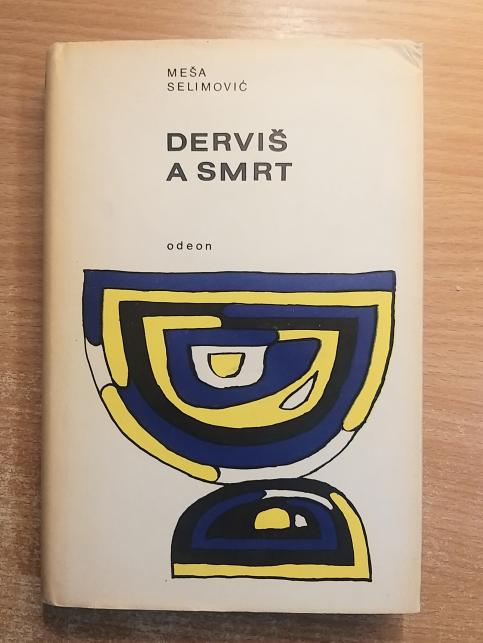 MEŠA
SELIMOVIĆ
DERVIŠ
A SMRT
odeon